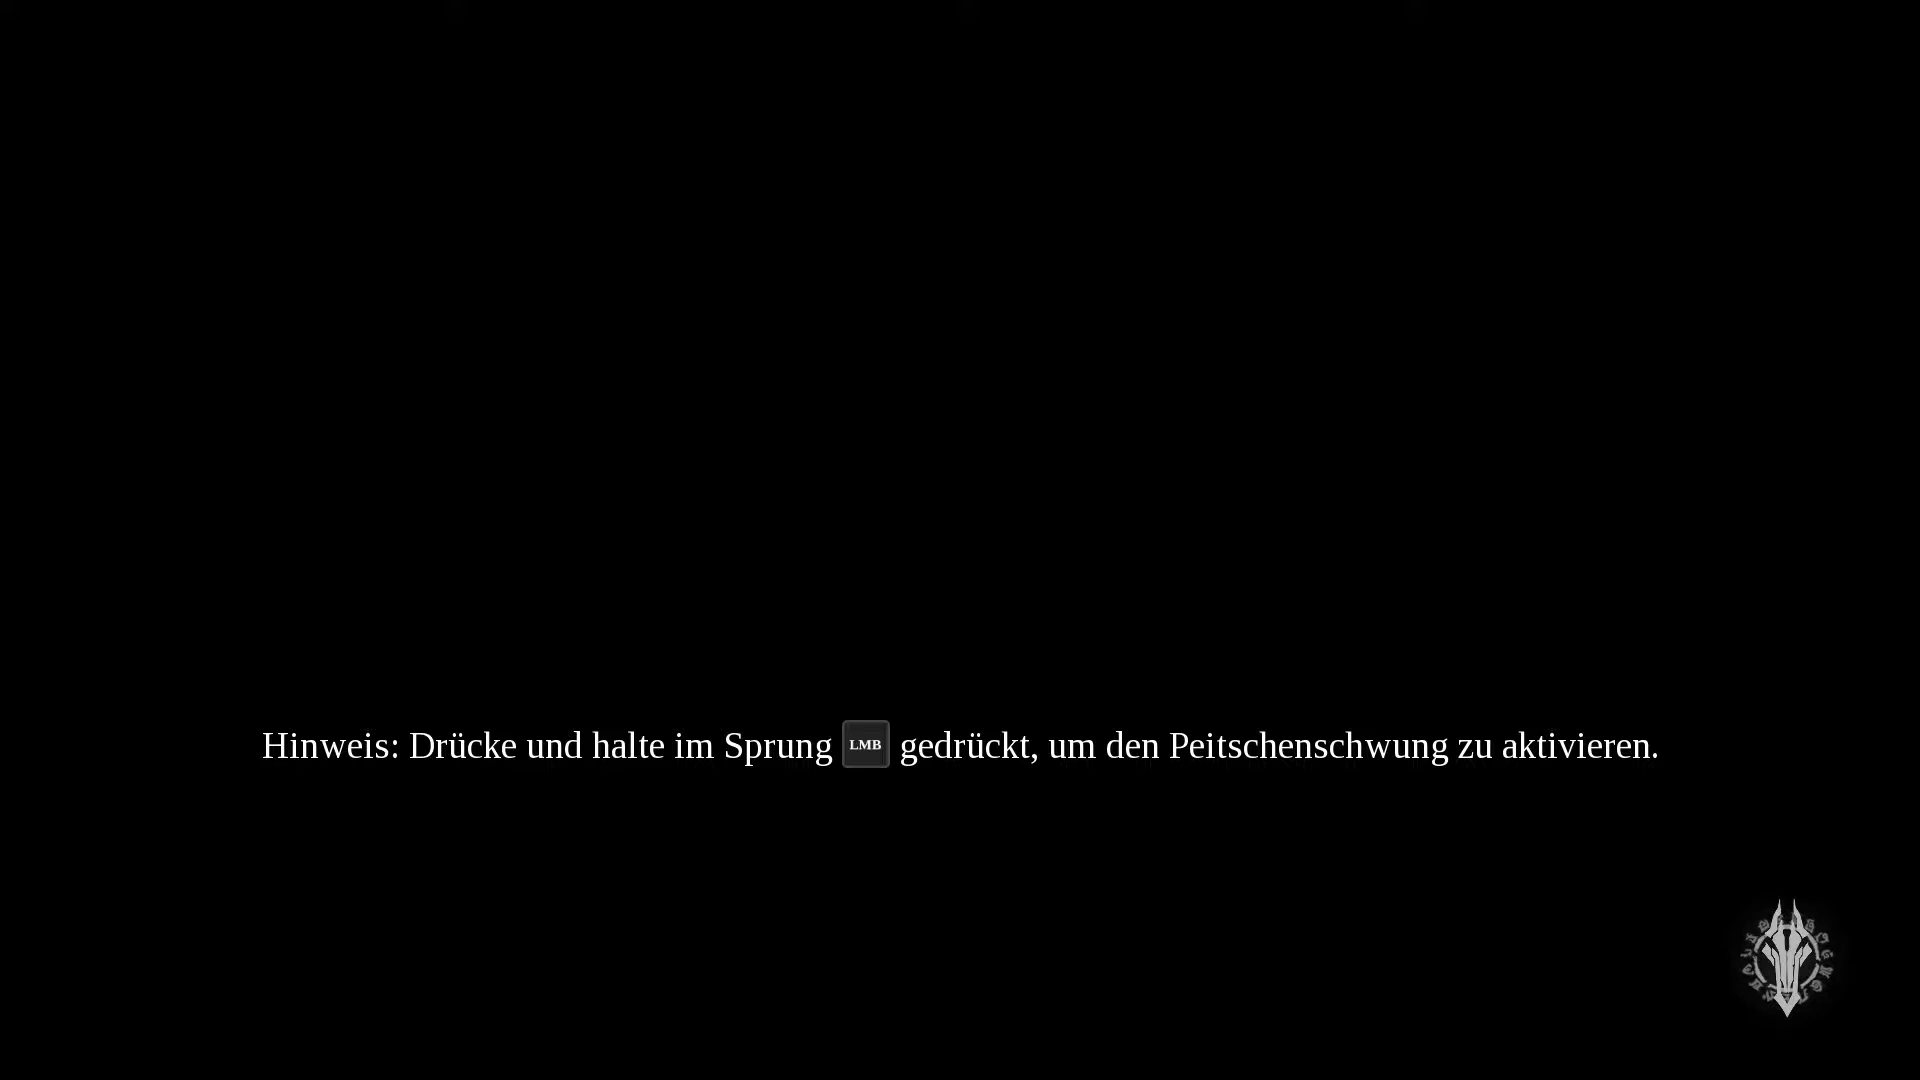 Hinweis: Drücke und halte im Sprung LMB gedrückt, um den Peitschenschwung zu aktivieren.